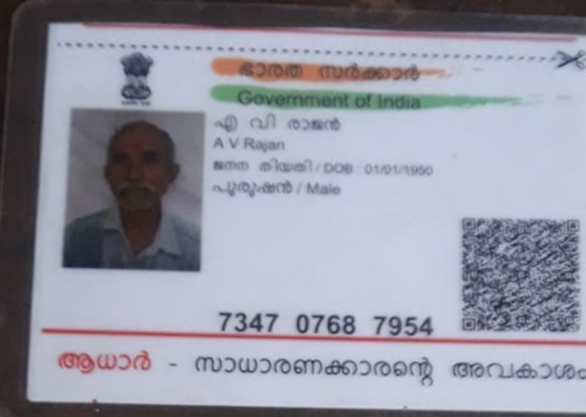 ഭാരത സർക്കാർ
Government of India
എ വി രാജൻ
A V Rajan
ജനന തിയതി / DOB : 01/01/1950
പുരുഷൻ / Male
7347 0768 7954
ആധാർ - സാധാരണക്കാരന്റെ അവകാശം